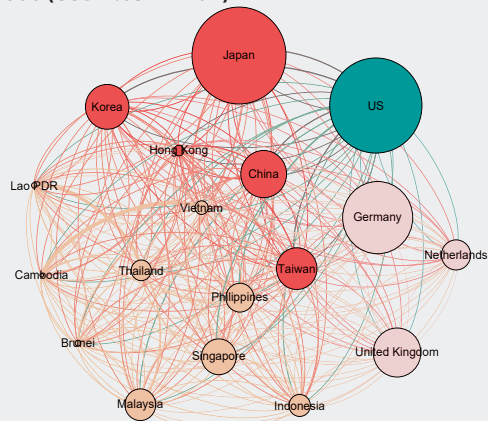 Japan
US
Korea
Hong Kong
China
Lao PDR
Vietnam
Germany
Netherlands
Cambodia
Thailand
Taiwan
Philippines
Brunei
Singapore
United Kingdom
Malaysia
Indonesia